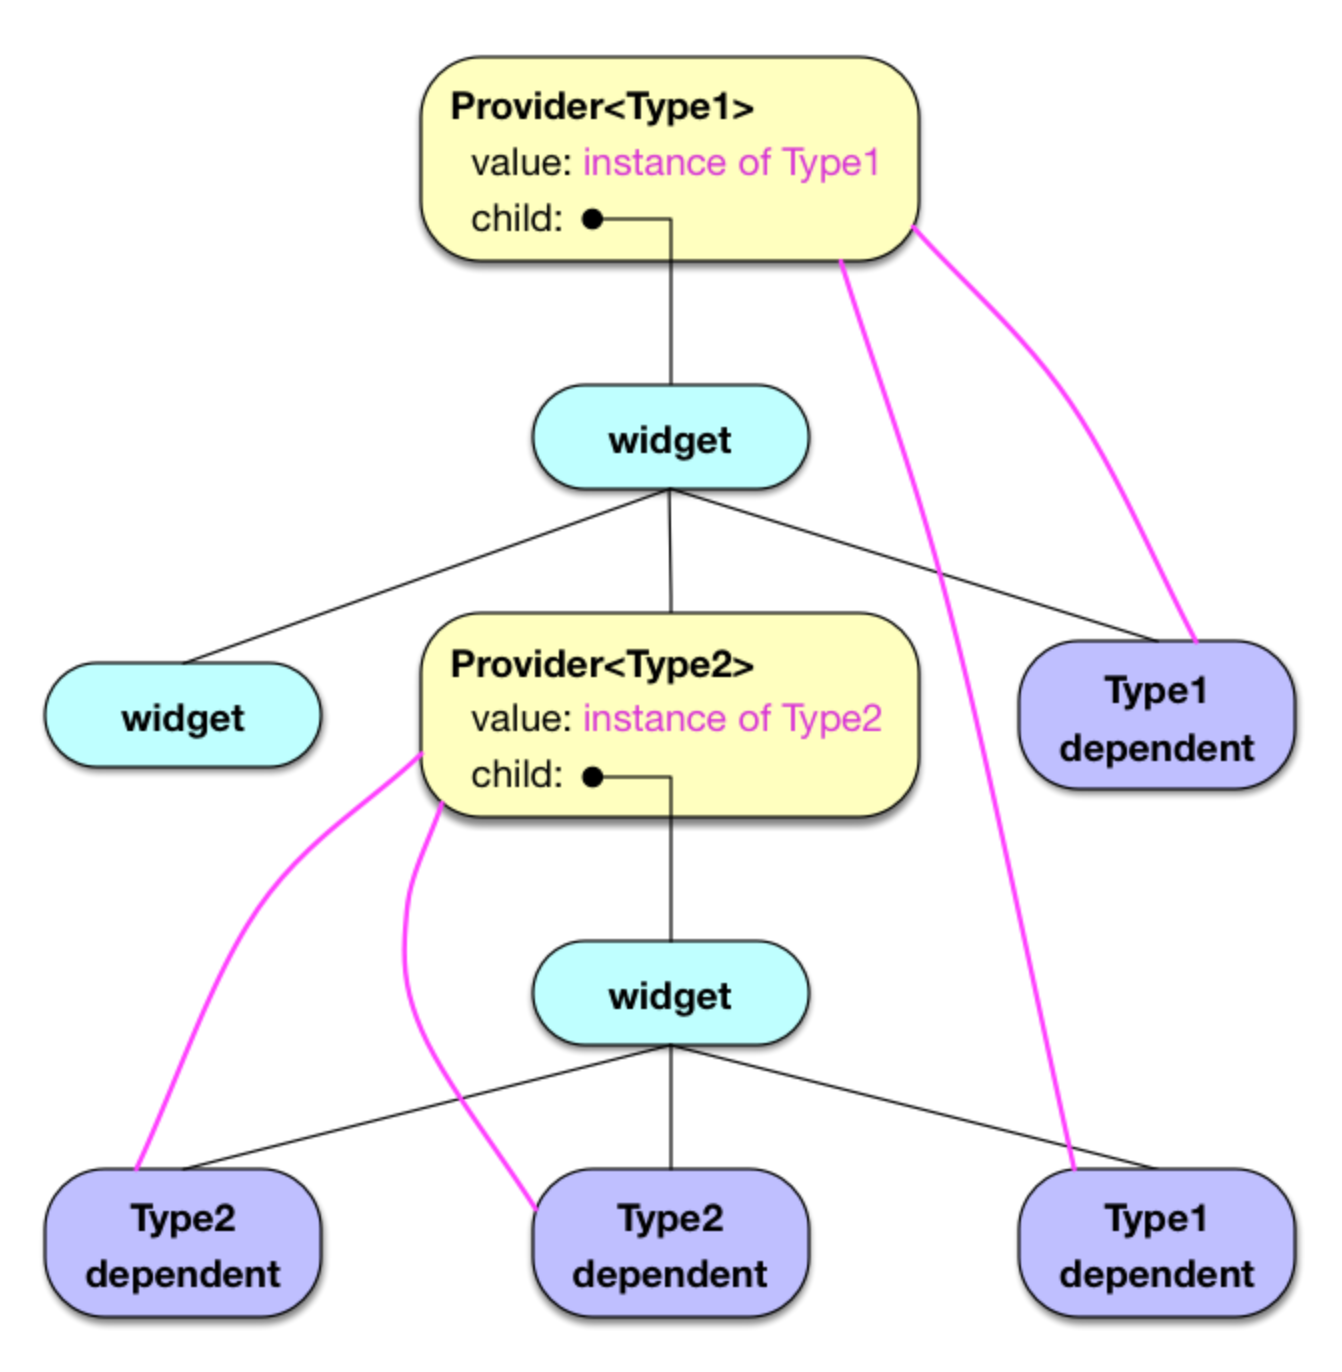 Provider<Type1>
value: instance of Type1
child:
widget
widget
Provider<Type2>
value: instance of Type2
child:
Type1
dependent
widget
Type2
dependent
Type2
dependent
Type1
dependent